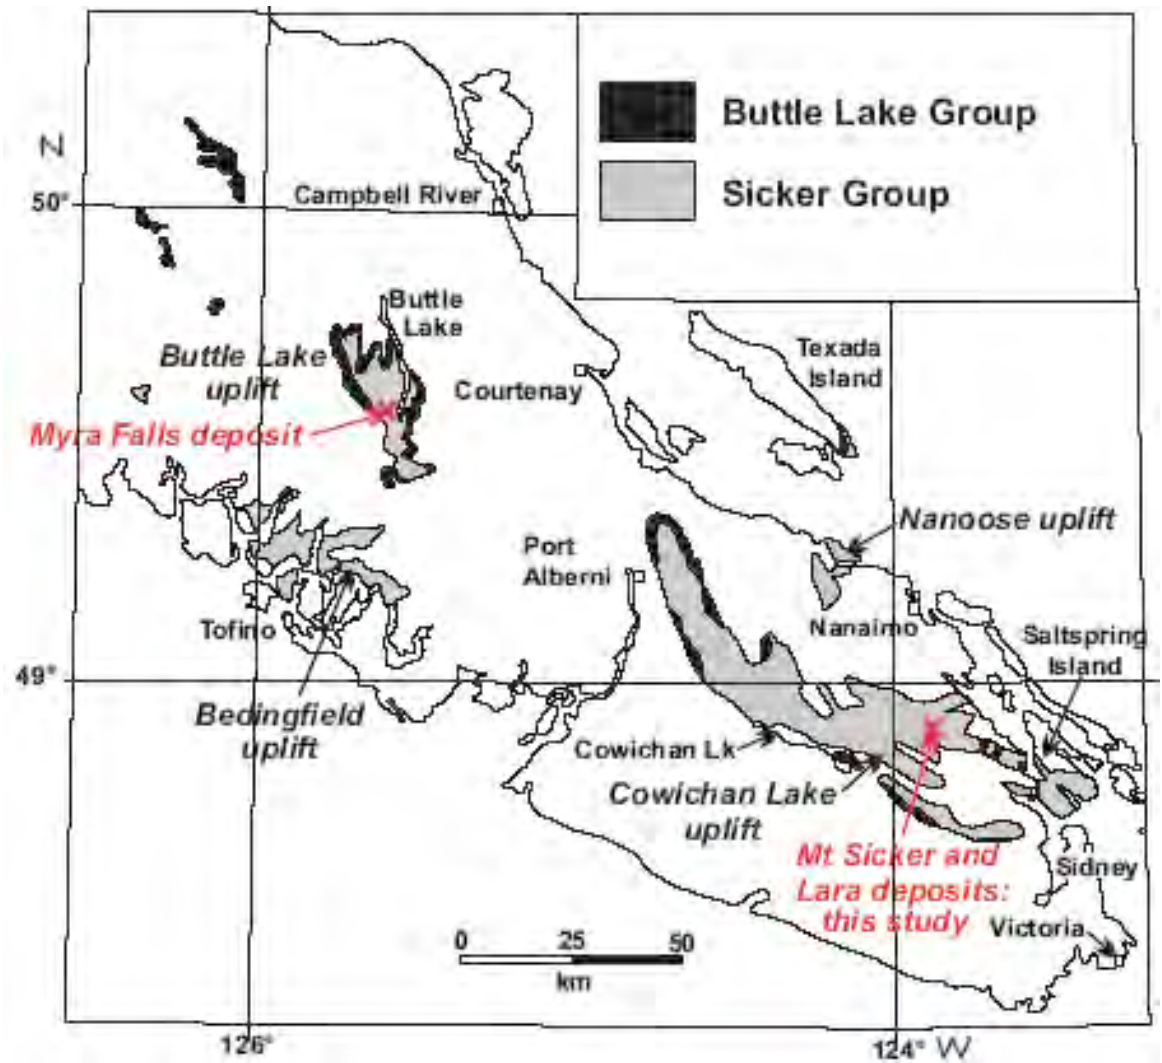 Buttle Lake Group
Sicker Group
N
50°
Campbell River
Buttle
Lake
Buttle Lake
uplift
Texada
Island
Courtenay
Myra Falls deposit
Nanoose uplift
Port
Alberni
Tofino
Nanaimo
Saltspring
Island
49°
Bedingfield
uplift
Cowichan Lk
Cowichan Lake
uplift
Mt Sicker and
Lara deposits:
this study
Sidney
Victoria
0 25 50
km
126°
124° W